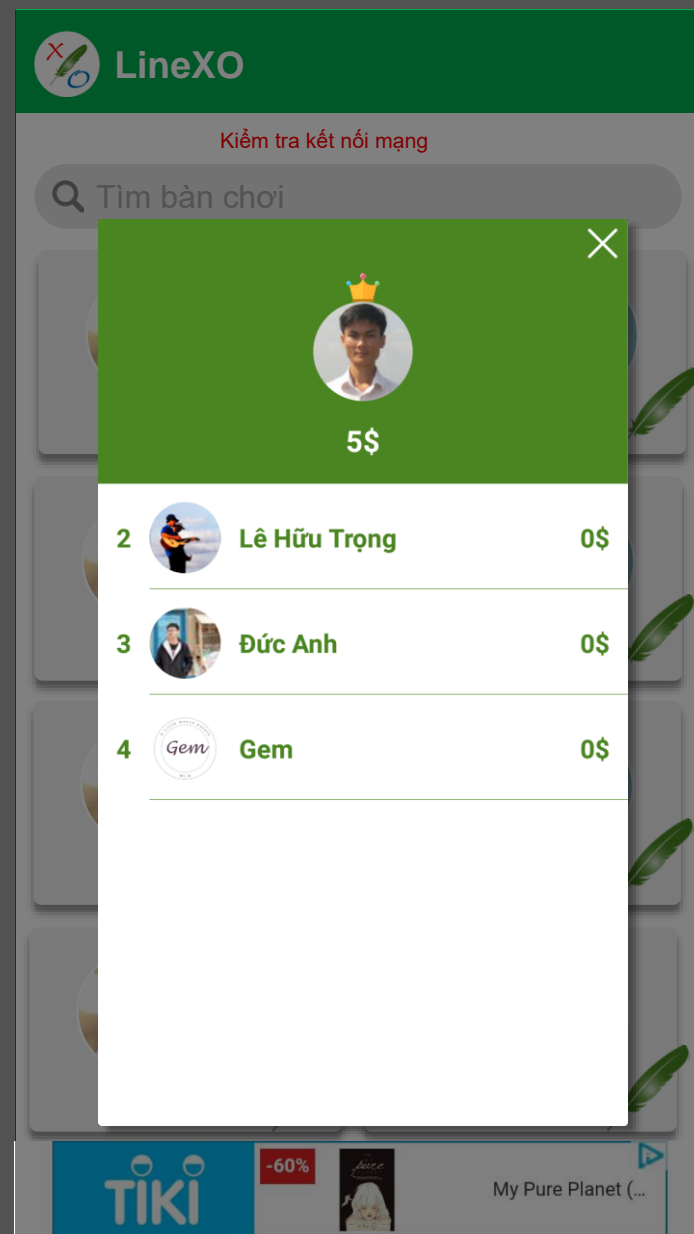 X
O
LineXO
Kiểm tra kết nối mạng
Tìm bàn chơi
5$
2 Lê Hữu Trọng 0$
3 Đức Anh 0$
4 Gem Gem 0$
TIKI
-60%
pure
My Pure Planet (...